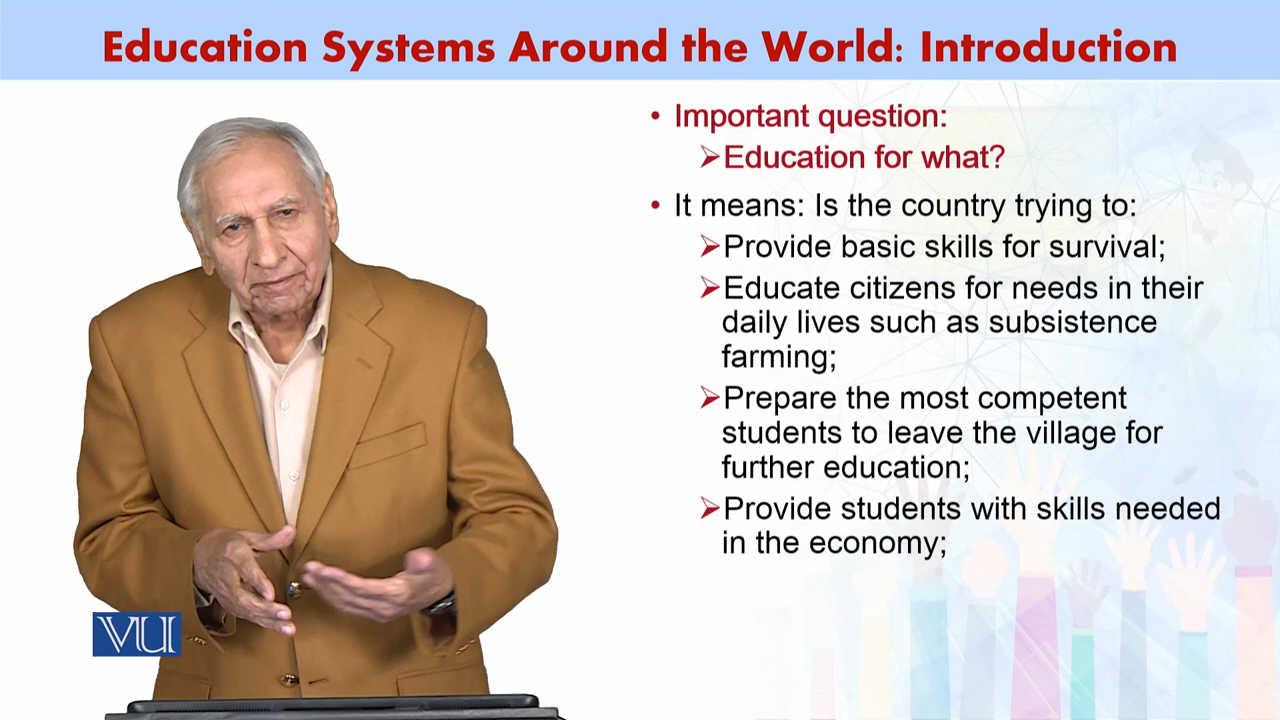 Education Systems Around the World: Introduction
• Important question:
➢Education for what?
• It means: Is the country trying to:
➢Provide basic skills for survival;
➢Educate citizens for needs in their
daily lives such as subsistence
farming;
➢Prepare the most competent
students to leave the village for
further education;
➢Provide students with skills needed
in the economy;
VU